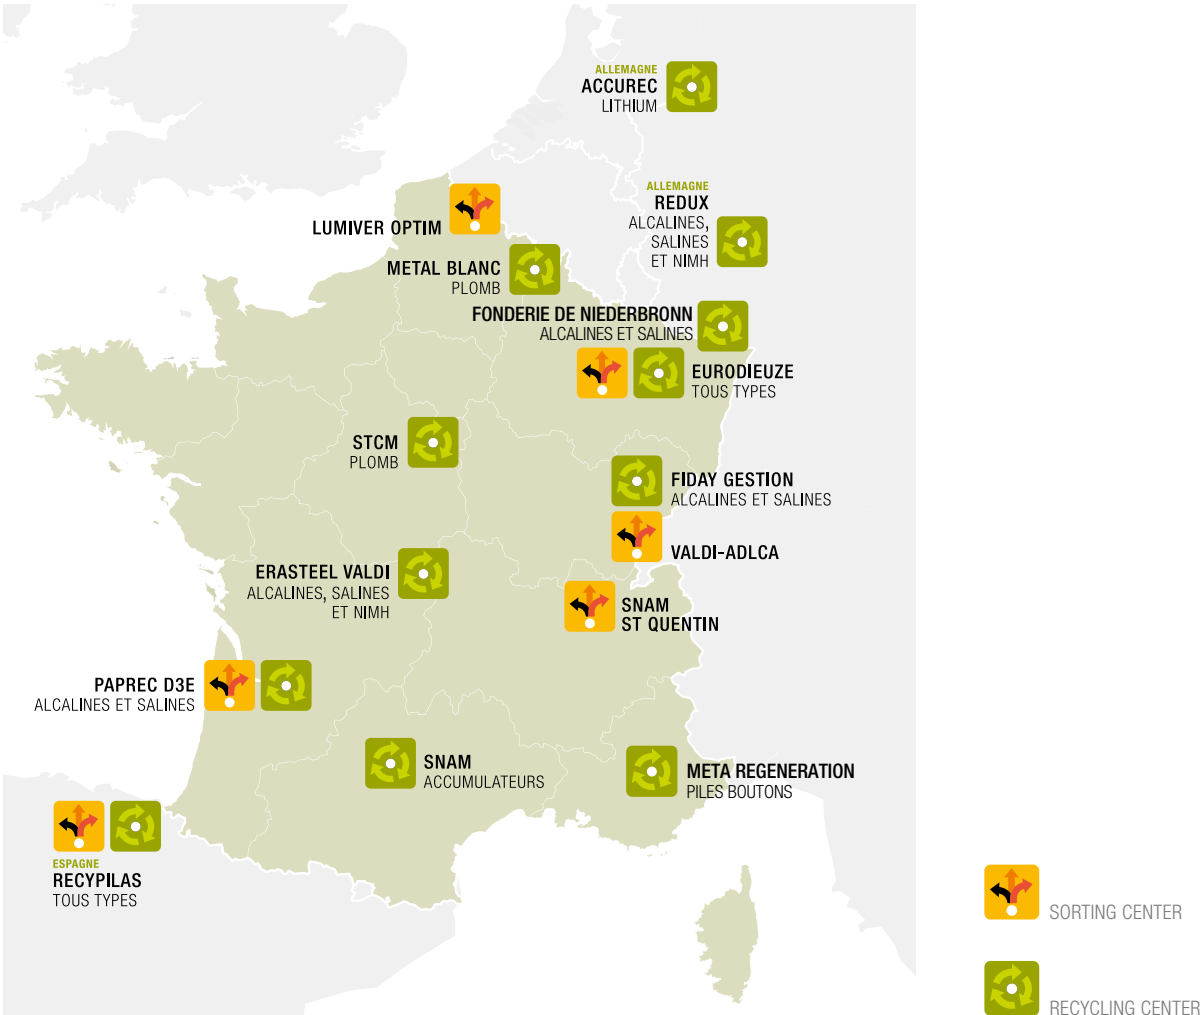 ALLEMAGNE
ACCUREC
LITHIUM
ALLEMAGNE
REDUX
ALCALINES,
SALINES
ET NIMH
LUMIVER OPTIM
METAL BLANC
PLOMB
FONDERIE DE NIEDERBRONN
ALCALINES ET SALINES
EURODIEUZE
TOUS TYPES
STCM
PLOMB
FIDAY GESTION
ALCALINES ET SALINES
VALDI-ADLCA
ERASTEEL VALDI
ALCALINES, SALINES
ET NIMH
SNAM
ST QUENTIN
PAPREC D3E
ALCALINES ET SALINES
SNAM
ACCUMULATEURS
META REGENERATION
PILES BOUTONS
ESPAGNE
RECYPILAS
TOUS TYPES
SORTING CENTER
RECYCLING CENTER